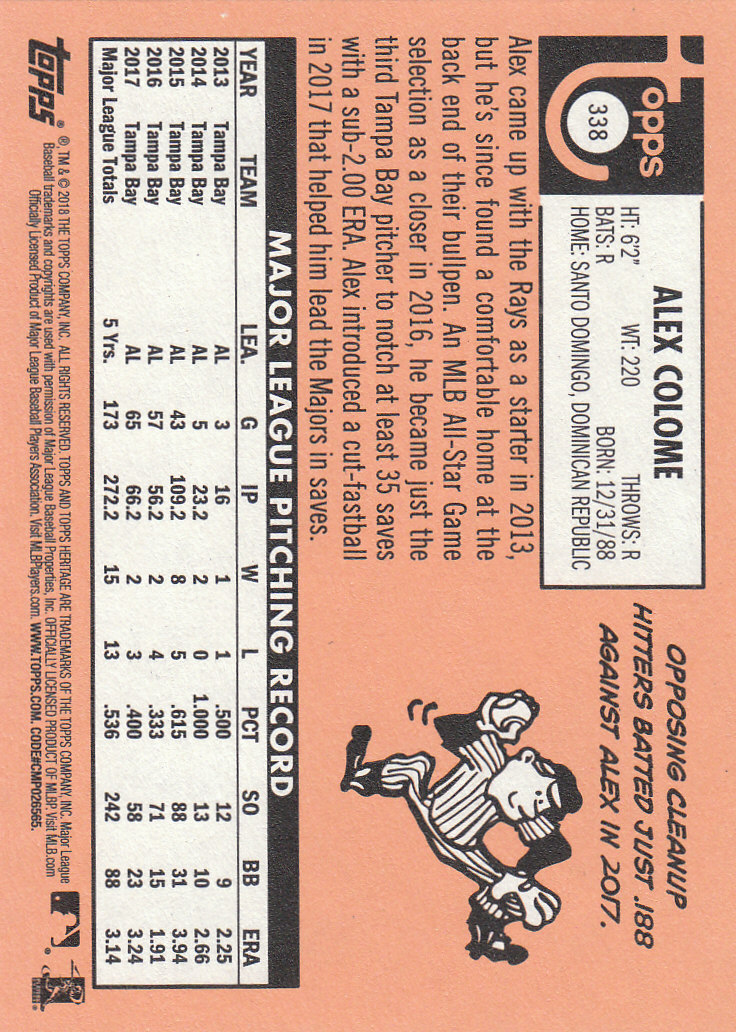 Topps
338
ALEX COLOME
HT: 6'2" WT: 220 THROWS: R
BATS: R BORN: 12/31/88
HOME: SANTO DOMINGO, DOMINICAN REPUBLIC
OPPOSING CLEANUP
HITTERS BATTED JUST .188
AGAINST ALEX IN 2017.
Alex came up with the Rays as a starter in 2013,
but he's since found a comfortable home at the
back end of their bullpen. An MLB All-Star Game
selection as a closer in 2016, he became just the
third Tampa Bay pitcher to notch at least 35 saves
with a sub-2.00 ERA. Alex introduced a cut-fastball
in 2017 that helped him lead the Majors in saves.
MAJOR LEAGUE PITCHING RECORD
YEAR TEAM LEA. G IP W L PCT SO BB ERA
2013 Tampa Bay AL 3 16 1 1 .500 12 9 2.25
2014 Tampa Bay AL 5 23.2 2 0 1.000 13 10 2.66
2015 Tampa Bay AL 43 109.2 8 5 .615 88 31 3.94
2016 Tampa Bay AL 57 56.2 2 4 .333 71 15 1.91
2017 Tampa Bay AL 65 66.2 2 3 .400 58 23 3.24
Major League Totals 5 Yrs. 173 272.2 15 13 .536 242 88 3.14
Topps ®, TM & © 2018 THE TOPPS COMPANY, INC. ALL RIGHTS RESERVED. TOPPS AND TOPPS HERITAGE ARE TRADEMARKS OF THE TOPPS COMPANY, INC. Major League
Baseball trademarks and copyrights are used with permission of Major League Baseball Properties, Inc. OFFICIALLY LICENSED PRODUCT OF MLBP. Visit MLB.com
Officially Licensed Product of Major League Baseball Players Association. Visit MLBPlayers.com. WWW.TOPPS.COM. CODE#CMP026565.